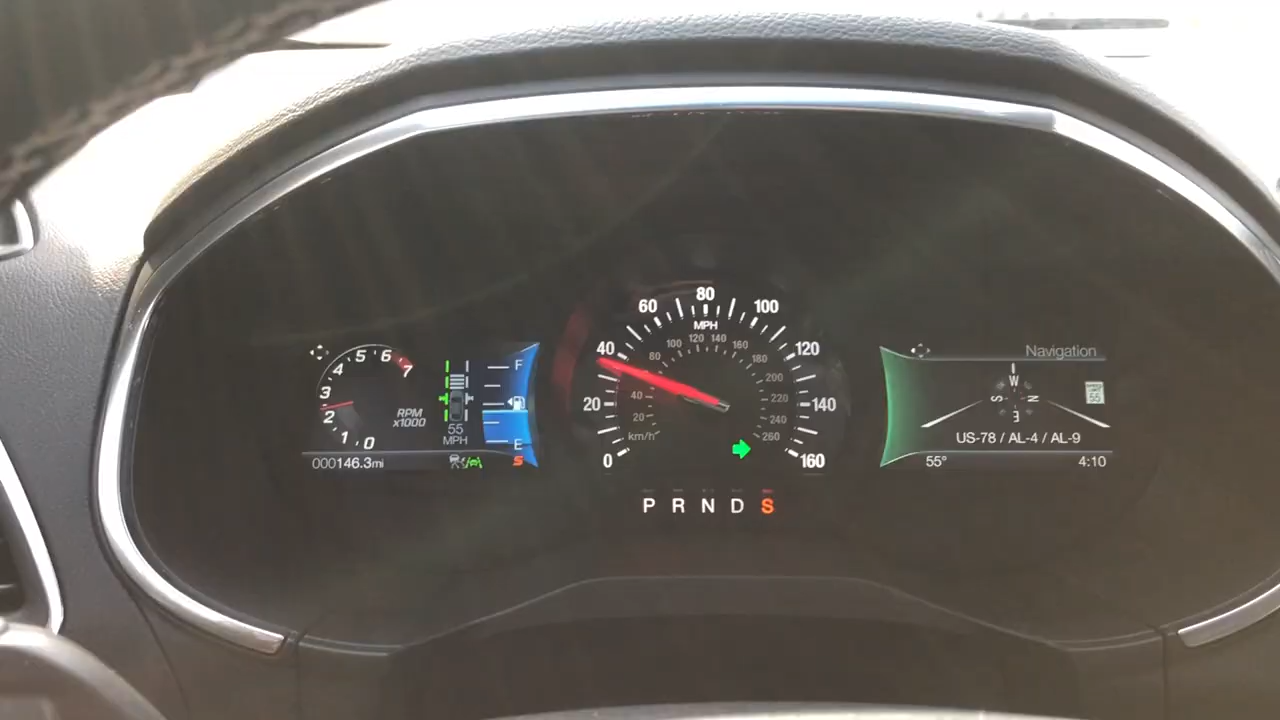 5 6
4 7
3
2
1 0
RPM
x1000
000146.3mi
55
MPH
F
E
S
0 20 40 60 80 100 120 140 160
MPH
20 40 80 100 120 140 160 180 200 220 240 260
km/h
P R N D S
Navigation
W
S N
E
55
US-78 / AL-4 / AL-9
55° 4:10